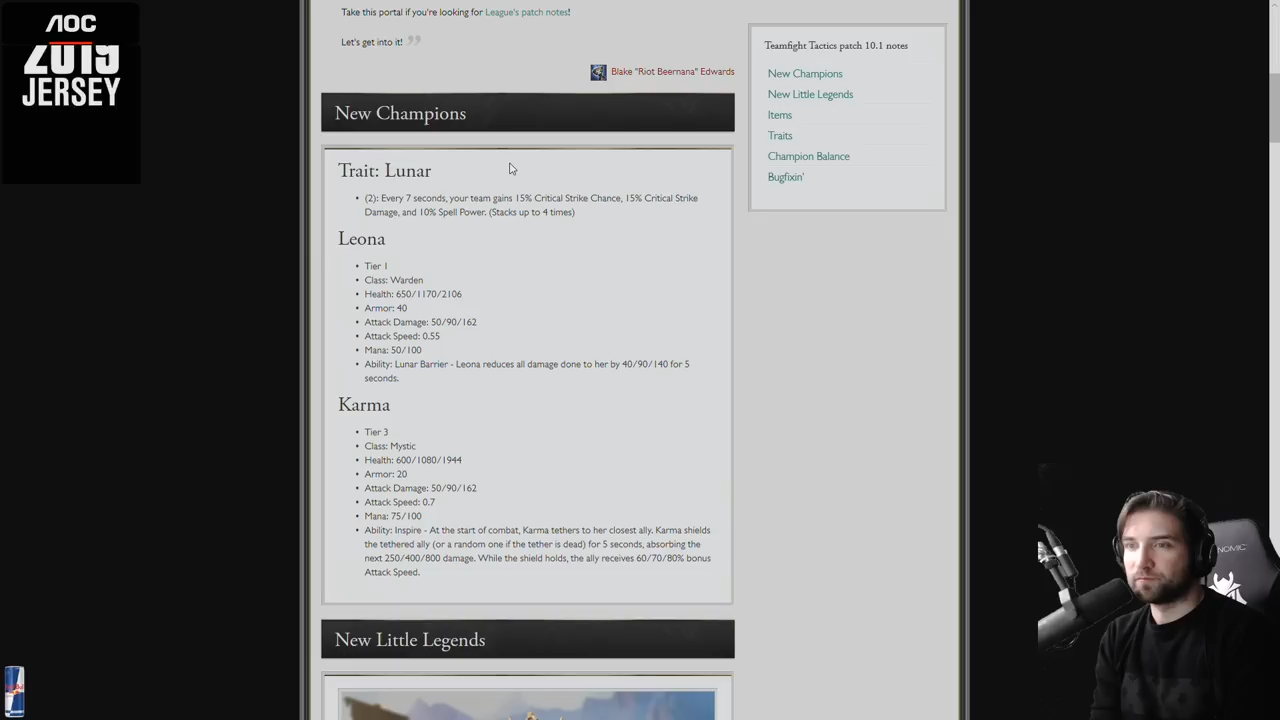 AOC
2019
JERSEY
Take this portal if you're looking for League's patch notes!
Let's get into it!
Blake "Riot Beernana" Edwards
New Champions
Trait: Lunar
• (2): Every 7 seconds, your team gains 15% Critical Strike Chance, 15% Critical Strike
Damage, and 10% Spell Power. (Stacks up to 4 times)
Leona
• Tier 1
• Class: Warden
• Health: 650/1170/2106
• Armor: 40
• Attack Damage: 50/90/162
• Attack Speed: 0.55
• Mana: 50/100
• Ability: Lunar Barrier - Leona reduces all damage done to her by 40/90/140 for 5
seconds.
Karma
• Tier 3
• Class: Mystic
• Health: 600/1080/1944
• Armor: 20
• Attack Damage: 50/90/162
• Attack Speed: 0.7
• Mana: 75/100
• Ability: Inspire - At the start of combat, Karma tethers to her closest ally. Karma shields
the tethered ally (or a random one if the tether is dead) for 5 seconds, absorbing the
next 250/400/800 damage. While the shield holds, the ally receives 60/70/80% bonus
Attack Speed.
New Little Legends
Teamfight Tactics patch 10.1 notes
New Champions
New Little Legends
Items
Traits
Champion Balance
Bugfixin'